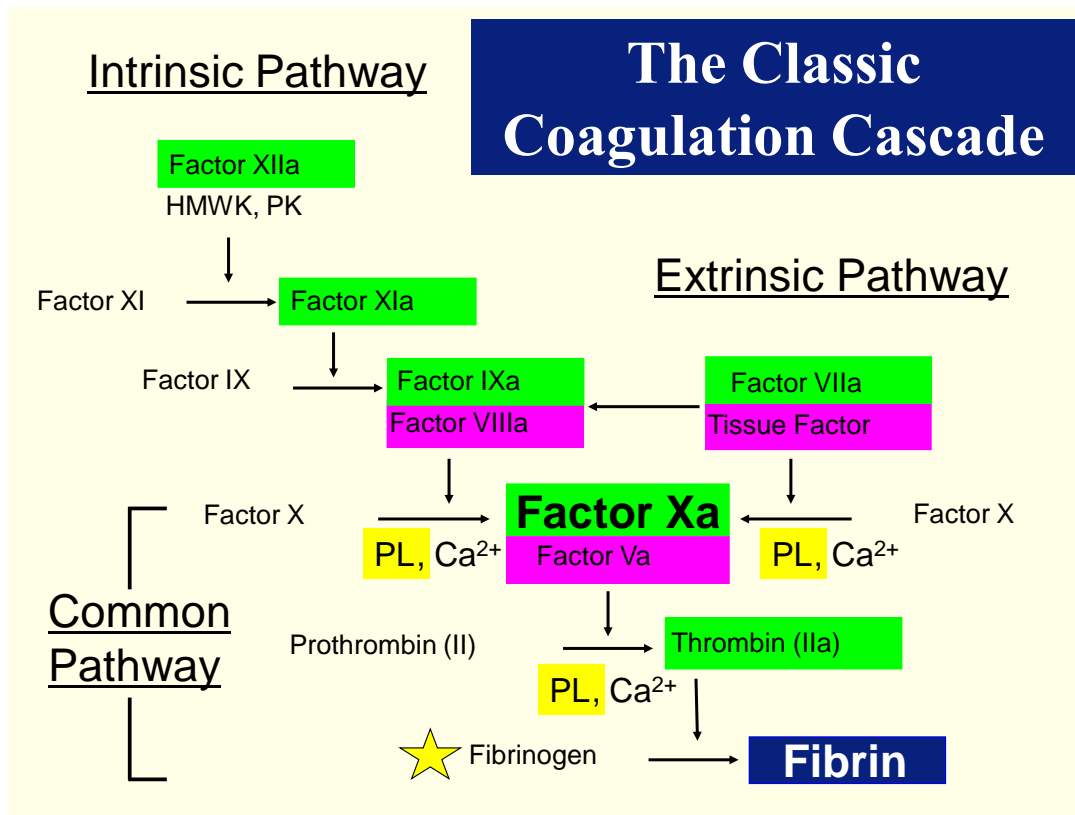 Intrinsic Pathway
The Classic
Coagulation Cascade
Factor XIIa
HMWK, PK
Extrinsic Pathway
Factor XI
Factor XIa
Factor IX
Factor IXa
Factor VIIa
Factor VIIIa
Tissue Factor
Factor X
Factor Xa
Factor X
PL, Ca²⁺
Factor Va
PL, Ca²⁺
Common
Pathway
Prothrombin (II)
Thrombin (IIa)
PL, Ca²⁺
Fibrinogen
Fibrin